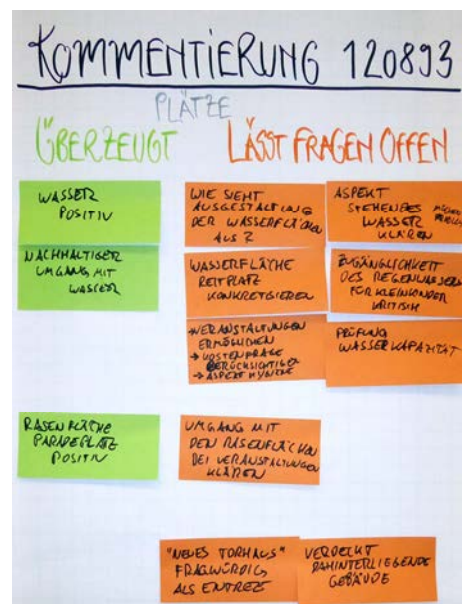 KOMMENTIERUNG 120893
PLÄTZE
ÜBERZEUGT
LÄSST FRAGEN OFFEN
WASSER
POSITIV
NACHHALTIGER
UMGANG MIT
WASSER
RASENFLÄCHE
PARADEPLATZ
POSITIV
WIE SIEHT
AUSGESTALTUNG
DER WASSERFLÄCHEN
AUS?
WASSERFLÄCHE
REITPLATZ
KONKRETISIEREN
→VERANSTALTUNGEN
ERMÖGLICHEN
→KOSTENFRAGE
BERÜCKSICHTIGEN
→ASPEKT HYGIENE
UMGANG MIT
DEN RASENFLÄCHEN
BEI VERANSTALTUNGEN
KLÄREN
"NEUES TORHAUS"
FRAGWÜRDIG
ALS ENTREE
ASPEKT
STEHENDES
WASSER
KLÄREN
ZUGÄNGLICHKEIT
DES REGENWASSERS
FÜR KLEINKINDER
KRITISCH
PRÜFUNG
WASSERKAPAZITÄT
VERDECKT
DAHINTERLIEGENDE
GEBÄUDE